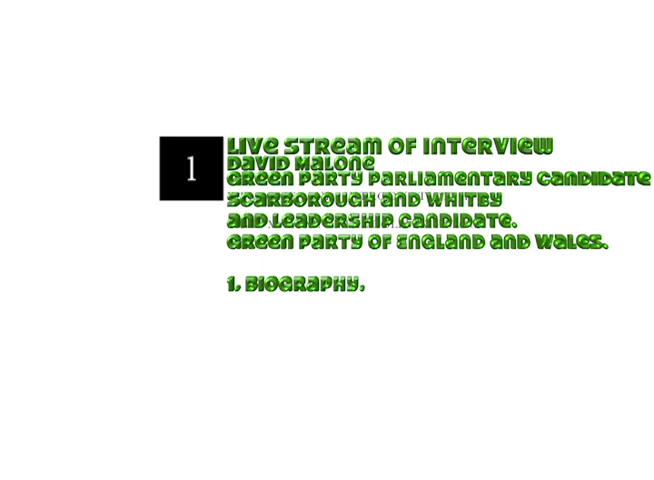 1
LIVE STREAM OF INTERVIEW
DAVID MALONE
GREEN PARTY PARLIAMENTARY CANDIDATE
SCARBOROUGH AND WHITBY
AND LEADERSHIP CANDIDATE.
GREEN PARTY OF ENGLAND AND WALES.
1. BIOGRAPHY.